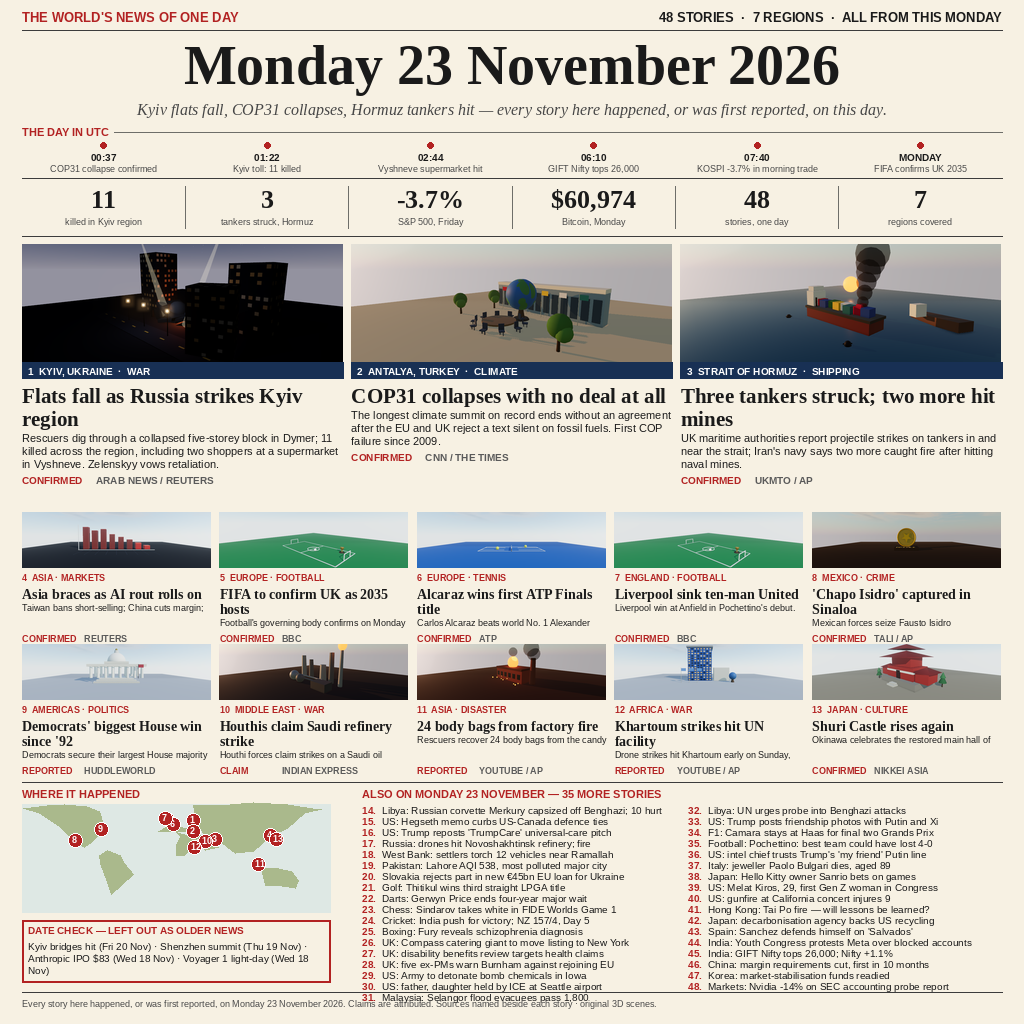 THE WORLD'S NEWS OF ONE DAY
48 STORIES · 7 REGIONS · ALL FROM THIS MONDAY
Monday 23 November 2026
Kyiv flats fall, COP31 collapses, Hormuz tankers hit — every story here happened, or was first reported, on this day.
THE DAY IN UTC
00:37
COP31 collapse confirmed
01:22
Kyiv toll: 11 killed
02:44
Vyshneve supermarket hit
06:10
GIFT Nifty tops 26,000
07:40
KOSPI -3.7% in morning trade
MONDAY
FIFA confirms UK 2035
11
killed in Kyiv region
3
tankers struck, Hormuz
-3.7%
S&P 500, Friday
$60,974
Bitcoin, Monday
48
stories, one day
7
regions covered
1 KYIV, UKRAINE · WAR
Flats fall as Russia strikes Kyiv
region
Rescuers dig through a collapsed five-storey block in Dymer; 11
killed across the region, including two shoppers at a supermarket
in Vyshneve. Zelenskyy vows retaliation.
CONFIRMED ARAB NEWS / REUTERS
2 ANTALYA, TURKEY · CLIMATE
COP31 collapses with no deal at all
The longest climate summit on record ends without an agreement
after the EU and UK reject a text silent on fossil fuels. First COP
failure since 2009.
CONFIRMED CNN / THE TIMES
3 STRAIT OF HORMUZ · SHIPPING
Three tankers struck; two more hit
mines
UK maritime authorities report projectile strikes on tankers in and
near the strait; Iran's navy says two more caught fire after hitting
naval mines.
CONFIRMED UKMTO / AP
4 ASIA · MARKETS
Asia braces as AI rout rolls on
Taiwan bans short-selling; China cuts margin;
CONFIRMED REUTERS
5 EUROPE · FOOTBALL
FIFA to confirm UK as 2035
hosts
Football's governing body confirms on Monday
CONFIRMED BBC
6 EUROPE · TENNIS
Alcaraz wins first ATP Finals
title
Carlos Alcaraz beats world No. 1 Alexander
CONFIRMED ATP
7 ENGLAND · FOOTBALL
Liverpool sink ten-man United
Liverpool win at Anfield in Pochettino's debut.
CONFIRMED BBC
8 MEXICO · CRIME
'Chapo Isidro' captured in
Sinaloa
Mexican forces seize Fausto Isidro
CONFIRMED TALI / AP
9 AMERICAS · POLITICS
Democrats' biggest House win
since '92
Democrats secure their largest House majority
REPORTED HUDDLEWORLD
10 MIDDLE EAST · WAR
Houthis claim Saudi refinery
strike
Houthi forces claim strikes on a Saudi oil
CLAIM INDIAN EXPRESS
11 ASIA · DISASTER
24 body bags from factory fire
Rescuers recover 24 body bags from the candy
REPORTED YOUTUBE / AP
12 AFRICA · WAR
Khartoum strikes hit UN
facility
Drone strikes hit Khartoum early on Sunday,
REPORTED YOUTUBE / AP
13 JAPAN · CULTURE
Shuri Castle rises again
Okinawa celebrates the restored main hall of
CONFIRMED NIKKEI ASIA
WHERE IT HAPPENED
8
9
7
1
2
12
10
3
13
11
DATE CHECK — LEFT OUT AS OLDER NEWS
Kyiv bridges hit (Fri 20 Nov) · Shenzhen summit (Thu 19 Nov) ·
Anthropic IPO $83 (Wed 18 Nov) · Voyager 1 light-day (Wed 18
Nov)
ALSO ON MONDAY 23 NOVEMBER — 35 MORE STORIES
14. Libya: Russian corvette Merkury capsized off Benghazi; 10 hurt
15. US: Hegseth memo curbs US-Canada defence ties
16. US: Trump reposts 'TrumpCare' universal-care pitch
17. Russia: drones hit Novoshakhtinsk refinery; fire
18. West Bank: settlers torch 12 vehicles near Ramallah
19. Pakistan: Lahore AQI 538, most polluted major city
20. Slovakia rejects part in new €45bn EU loan for Ukraine
21. Golf: Thitikul wins third straight LPGA title
22. Darts: Gerwyn Price ends four-year major wait
23. Chess: Sindarov takes white in FIDE Worlds Game 1
24. Cricket: India push for victory; NZ 157/4, Day 5
25. Boxing: Fury reveals schizophrenia diagnosis
26. UK: Compass catering giant to move listing to New York
27. UK: disability benefits review targets health claims
28. UK: five ex-PMs warn Burnham against rejoining EU
29. US: Army to detonate bomb chemicals in Iowa
30. US: father, daughter held by ICE at Seattle airport
31. Malaysia: Selangor flood evacuees pass 1,800
32. Libya: UN urges probe into Benghazi attacks
33. US: Trump posts friendship photos with Putin and Xi
34. F1: Camara stays at Haas for final two Grands Prix
35. Football: Pochettino: best team could have lost 4-0
36. US: intel chief trusts Trump's 'my friend' Putin line
37. Italy: jeweller Paolo Bulgari dies, aged 89
38. Japan: Hello Kitty owner Sanrio bets on games
39. US: Melat Kiros, 29, first Gen Z woman in Congress
40. US: gunfire at California concert injures 9
41. Hong Kong: Tai Po fire — will lessons be learned?
42. Japan: decarbonisation agency backs US recycling
43. Spain: Sanchez defends himself on 'Salvados'
44. India: Youth Congress protests Meta over blocked accounts
45. India: GIFT Nifty tops 26,000; Nifty +1.1%
46. China: margin requirements cut, first in 10 months
47. Korea: market-stabilisation funds readied
48. Markets: Nvidia -14% on SEC accounting probe report
Every story here happened, or was first reported, on Monday 23 November 2026. Claims are attributed. Sources named beside each story · original 3D scenes.